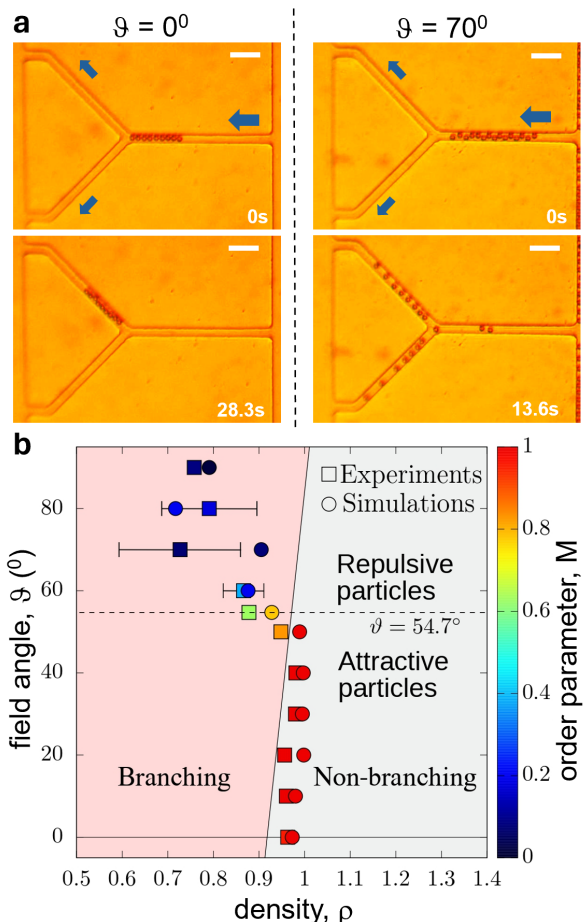 a
ϑ = 0⁰
ϑ = 70⁰
0s
0s
28.3s
13.6s
b
Experiments
Simulations
Repulsive
particles
ϑ = 54.7°
Attractive
particles
Branching
Non-branching
field angle, ϑ (⁰)
80
60
40
20
0
0.5 0.6 0.7 0.8 0.9 1 1.1 1.2 1.3 1.4
density, ρ
1
0.8
0.6
0.4
0.2
0
order parameter, M